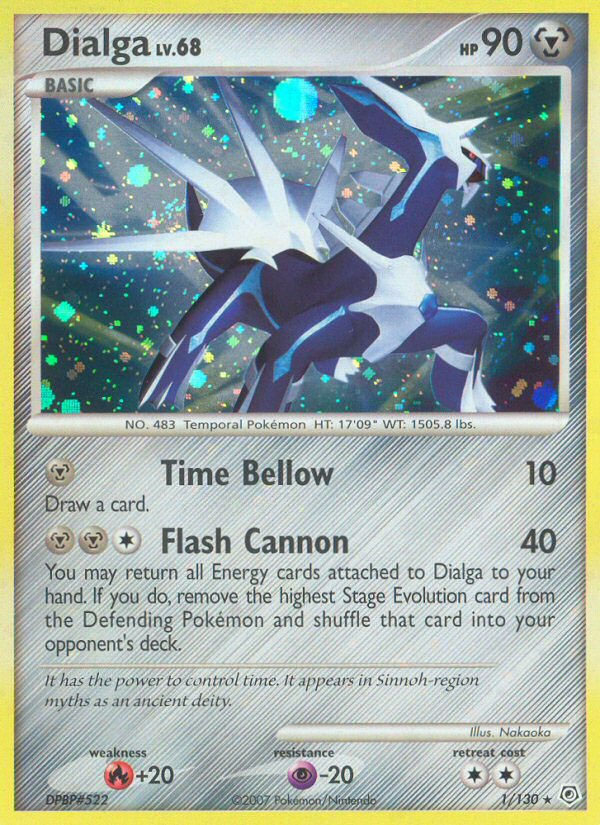 Dialga LV.68 HP 90
BASIC
NO. 483 Temporal Pokémon HT: 17'09" WT: 1505.8 lbs.
Time Bellow 10
Draw a card.
Flash Cannon 40
You may return all Energy cards attached to Dialga to your
hand. If you do, remove the highest Stage Evolution card from
the Defending Pokémon and shuffle that card into your
opponent's deck.
It has the power to control time. It appears in Sinnoh-region
myths as an ancient deity.
Illus. Nakaoka
weakness resistance retreat cost
+20 -20
DPBP#522 ©2007 Pokémon/Nintendo 1/130 ★